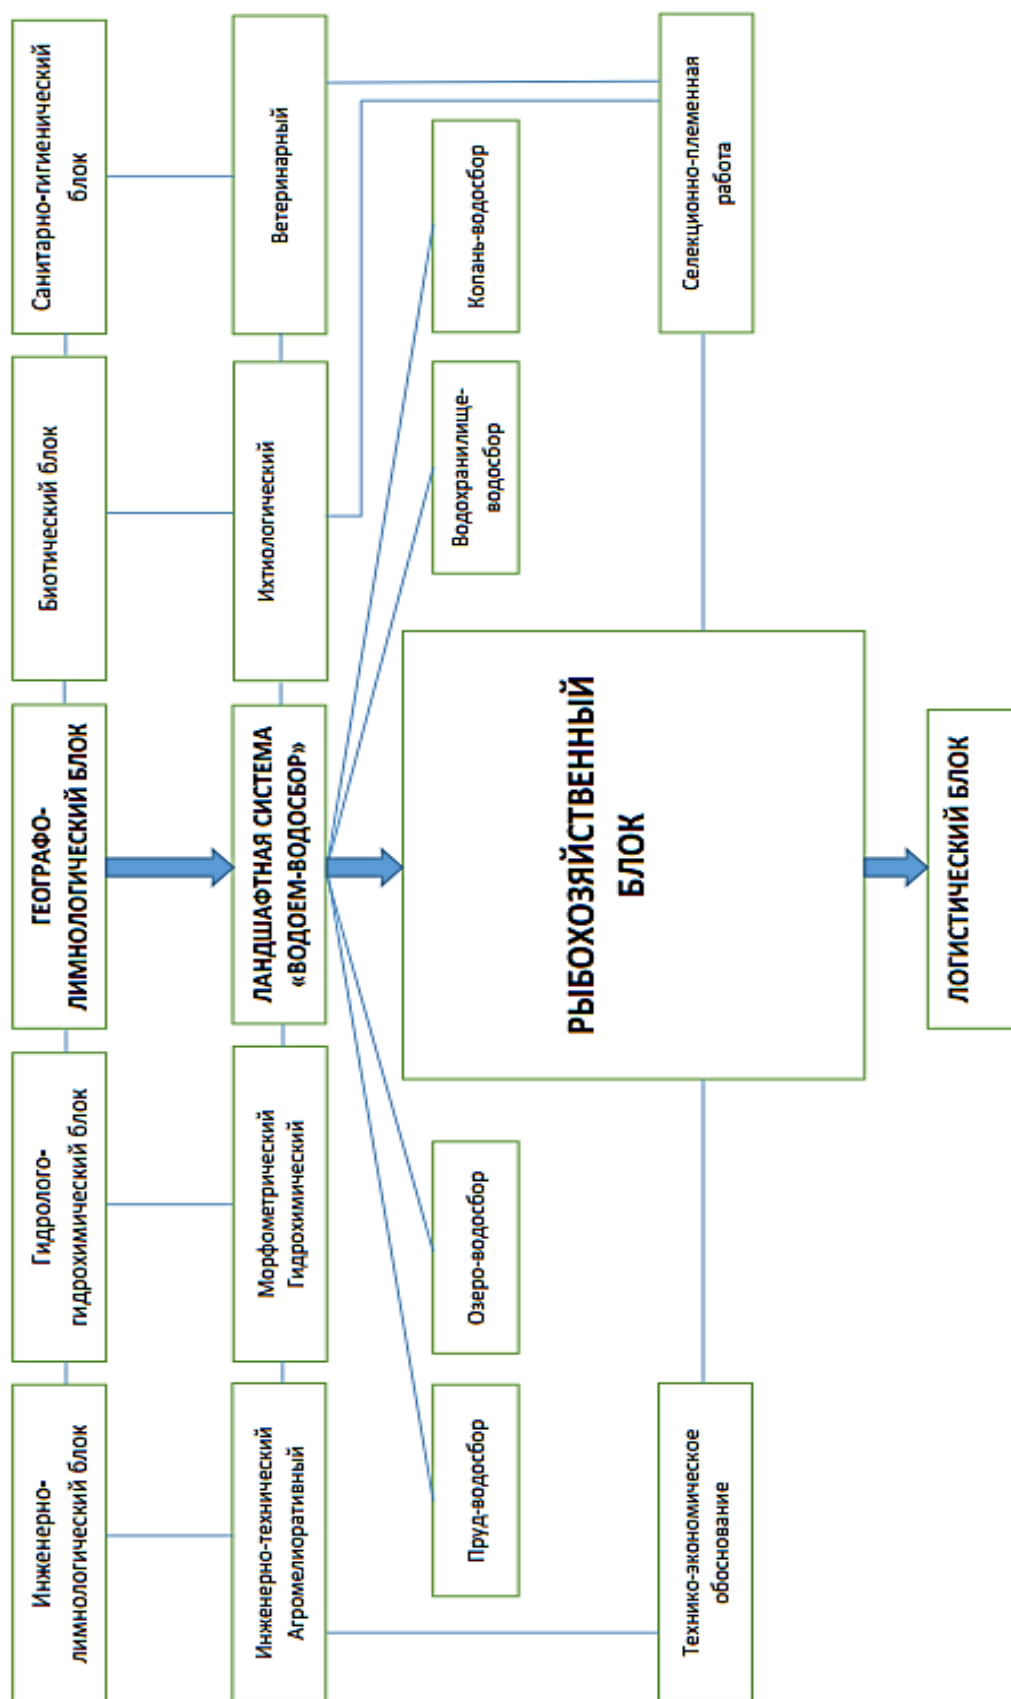 Инженерно-
лимнологический блок
Гидролого-
гидрохимический блок
ГЕОГРАФО-
ЛИМНОЛОГИЧЕСКИЙ БЛОК
Биотический блок
Санитарно-гигиенический
блок
Инженерно-технический
Агромелиоративный
Морфометрический
Гидрохимический
ЛАНДШАФТНАЯ СИСТЕМА
«ВОДОЕМ-ВОДОСБОР»
Ихтиологический
Ветеринарный
Пруд-водосбор
Озеро-водосбор
Водохранилище-
водосбор
Копань-водосбор
РЫБОХОЗЯЙСТВЕННЫЙ
БЛОК
Технико-экономическое
обоснование
Селекционно-племенная
работа
ЛОГИСТИЧЕСКИЙ БЛОК